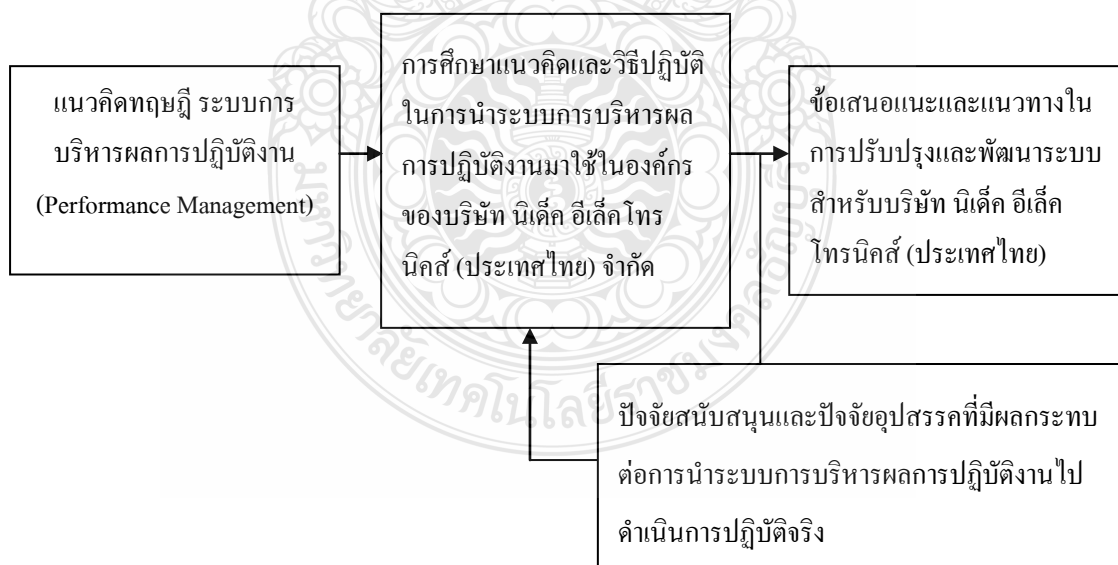 แนวคิดทฤษฎี ระบบการ
บริหารผลการปฏิบัติงาน
(Performance Management)
การศึกษาแนวคิดและวิธีปฏิบัติ
ในการนำระบบการบริหารผล
การปฏิบัติงานมาใช้ในองค์กร
ของบริษัท นิเด็ค อีเล็คโทร
นิคส์ (ประเทศไทย) จำกัด
ข้อเสนอแนะและแนวทางใน
การปรับปรุงและพัฒนาระบบ
สำหรับบริษัท นิเด็ค อีเล็ค
โทรนิคส์ (ประเทศไทย)
ปัจจัยสนับสนุนและปัจจัยอุปสรรคที่มีผลกระทบ
ต่อการนำระบบการบริหารผลการปฏิบัติงานไป
ดำเนินการปฏิบัติจริง